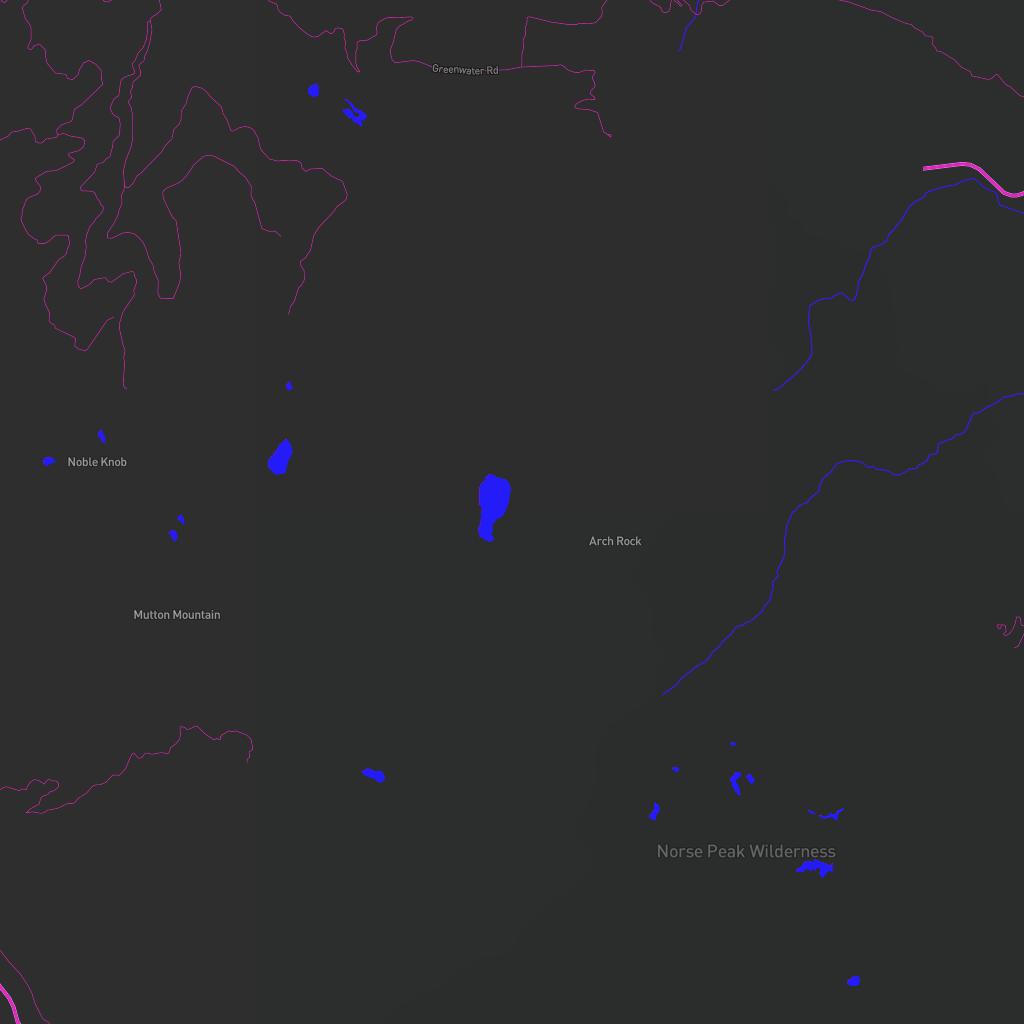 Greenwater Rd
Noble Knob
Arch Rock
Mutton Mountain
Norse Peak Wilderness